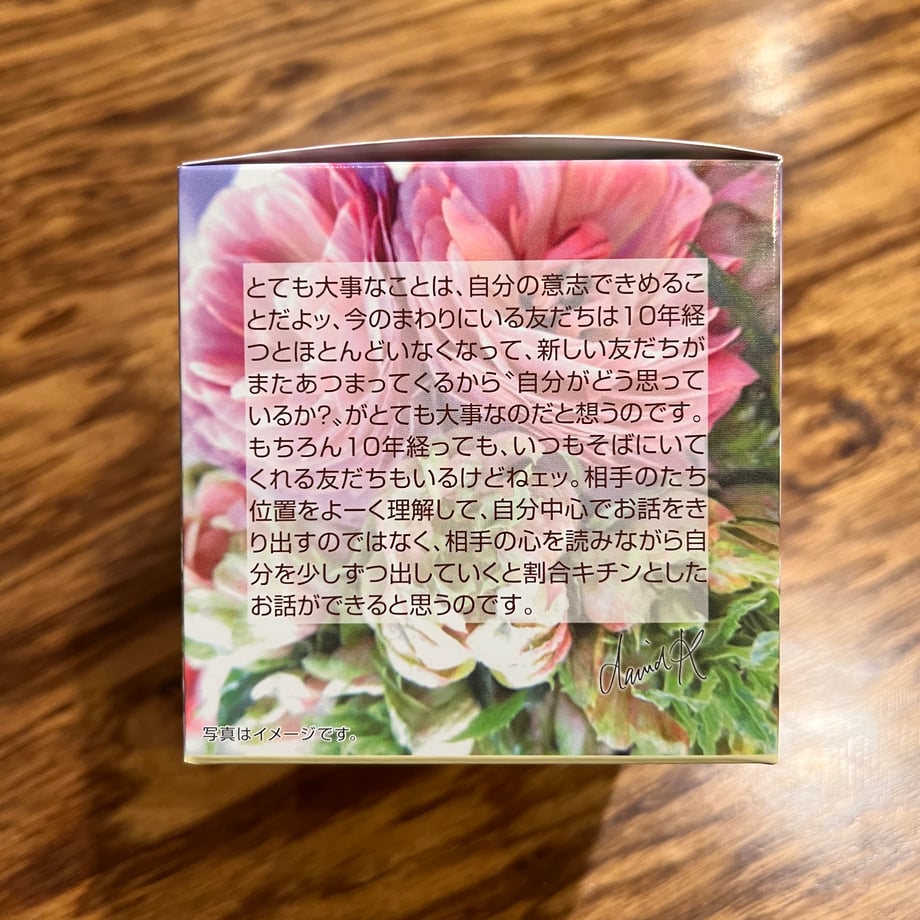 とても大事なことは、自分の意志できめるこ
とだよッ、今のまわりにいる友だちは10年経
つとほとんどいなくなって、新しい友だちが
またあつまってくるから〝自分がどう思って
いるか?〟がとても大事なのだと想うのです。
もちろん10年経っても、いつもそばにいて
くれる友だちもいるけどねェッ。相手のたち
位置をよーく理解して、自分中心でお話をき
り出すのではなく、相手の心を読みながら自
分を少しずつ出していくと割合キチンとした
お話ができると思うのです。
david K
写真はイメージです。